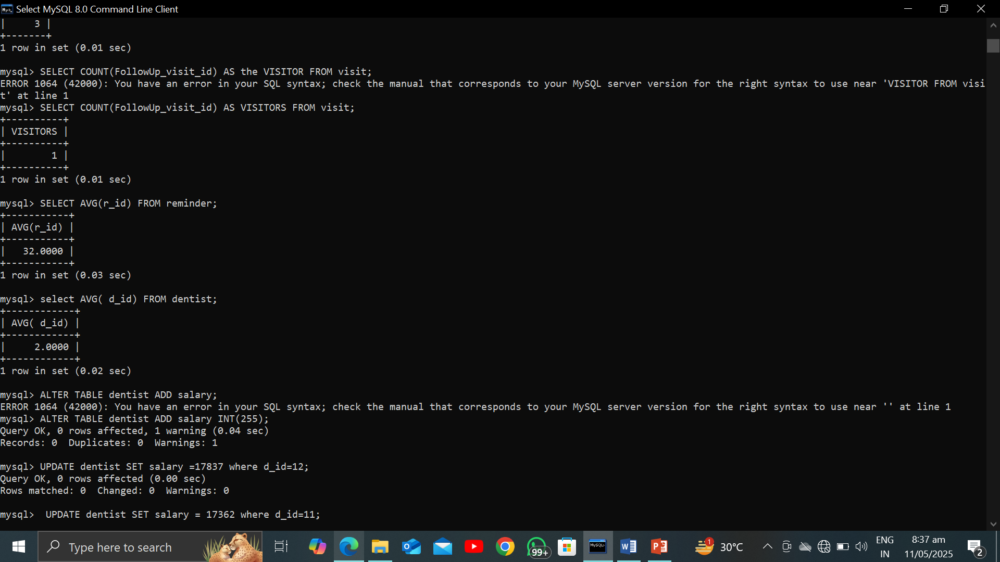 Select MySQL 8.0 Command Line Client
|     3 |
+-------+
1 row in set (0.01 sec)
mysql> SELECT COUNT(FollowUp_visit_id) AS the VISITOR FROM visit;
ERROR 1064 (42000): You have an error in your SQL syntax; check the manual that corresponds to your MySQL server version for the right syntax to use near 'VISITOR FROM visi
t' at line 1
mysql> SELECT COUNT(FollowUp_visit_id) AS VISITORS FROM visit;
+----------+
| VISITORS |
+----------+
|        1 |
+----------+
1 row in set (0.01 sec)
mysql> SELECT AVG(r_id) FROM reminder;
+-----------+
| AVG(r_id) |
+-----------+
|   32.0000 |
+-----------+
1 row in set (0.03 sec)
mysql> select AVG( d_id) FROM dentist;
+------------+
| AVG( d_id) |
+------------+
|     2.0000 |
+------------+
1 row in set (0.02 sec)
mysql> ALTER TABLE dentist ADD salary;
ERROR 1064 (42000): You have an error in your SQL syntax; check the manual that corresponds to your MySQL server version for the right syntax to use near '' at line 1
mysql> ALTER TABLE dentist ADD salary INT(255);
Query OK, 0 rows affected, 1 warning (0.04 sec)
Records: 0  Duplicates: 0  Warnings: 1
mysql> UPDATE dentist SET salary =17837 where d_id=12;
Query OK, 0 rows affected (0.00 sec)
Rows matched: 0  Changed: 0  Warnings: 0
mysql>  UPDATE dentist SET salary = 17362 where d_id=11;
Type here to search
99+
MySQL>
1
30°C
ENG
IN
8:37 am
11/05/2025
2